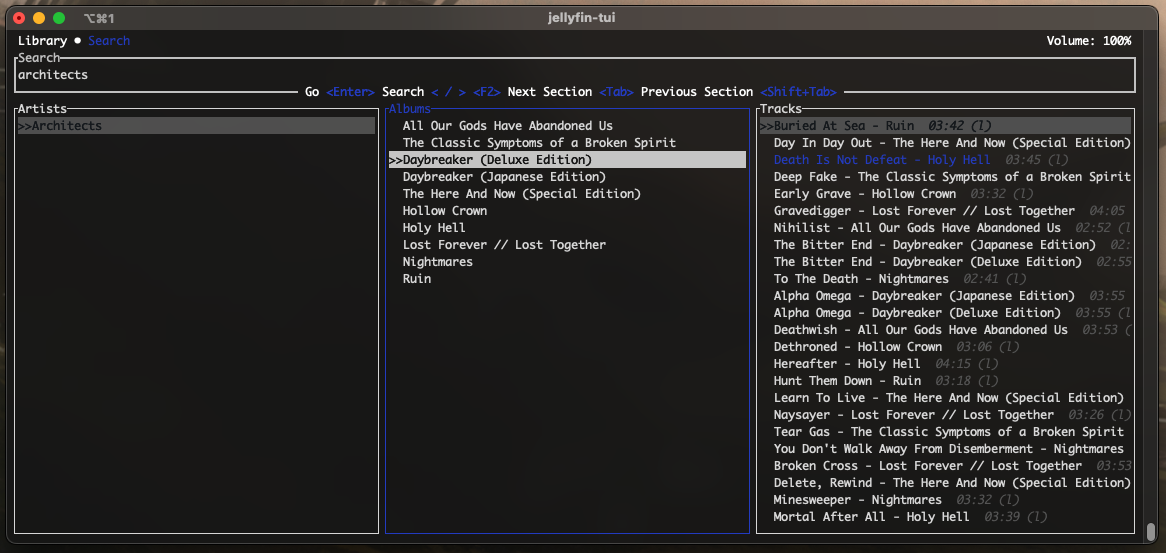 ⌥⌘1
jellyfin-tui
Library ● Search
Volume: 100%
Search
architects
Go <Enter> Search < / > <F2> Next Section <Tab> Previous Section <Shift+Tab>
Artists
>>Architects
Albums
All Our Gods Have Abandoned Us
The Classic Symptoms of a Broken Spirit
>>Daybreaker (Deluxe Edition)
Daybreaker (Japanese Edition)
The Here And Now (Special Edition)
Hollow Crown
Holy Hell
Lost Forever // Lost Together
Nightmares
Ruin
Tracks
>>Buried At Sea - Ruin 03:42 (l)
Day In Day Out - The Here And Now (Special Edition)
Death Is Not Defeat - Holy Hell 03:45 (l)
Deep Fake - The Classic Symptoms of a Broken Spirit
Early Grave - Hollow Crown 03:32 (l)
Gravedigger - Lost Forever // Lost Together 04:05
Nihilist - All Our Gods Have Abandoned Us 02:52 (l
The Bitter End - Daybreaker (Japanese Edition) 02:
The Bitter End - Daybreaker (Deluxe Edition) 02:55
To The Death - Nightmares 02:41 (l)
Alpha Omega - Daybreaker (Japanese Edition) 03:55
Alpha Omega - Daybreaker (Deluxe Edition) 03:55 (l
Deathwish - All Our Gods Have Abandoned Us 03:53 (
Dethroned - Hollow Crown 03:06 (l)
Hereafter - Holy Hell 04:15 (l)
Hunt Them Down - Ruin 03:18 (l)
Learn To Live - The Here And Now (Special Edition)
Naysayer - Lost Forever // Lost Together 03:26 (l)
Tear Gas - The Classic Symptoms of a Broken Spirit
You Don't Walk Away From Disemberment - Nightmares
Broken Cross - Lost Forever // Lost Together 03:53
Delete, Rewind - The Here And Now (Special Edition)
Minesweeper - Nightmares 03:32 (l)
Mortal After All - Holy Hell 03:39 (l)